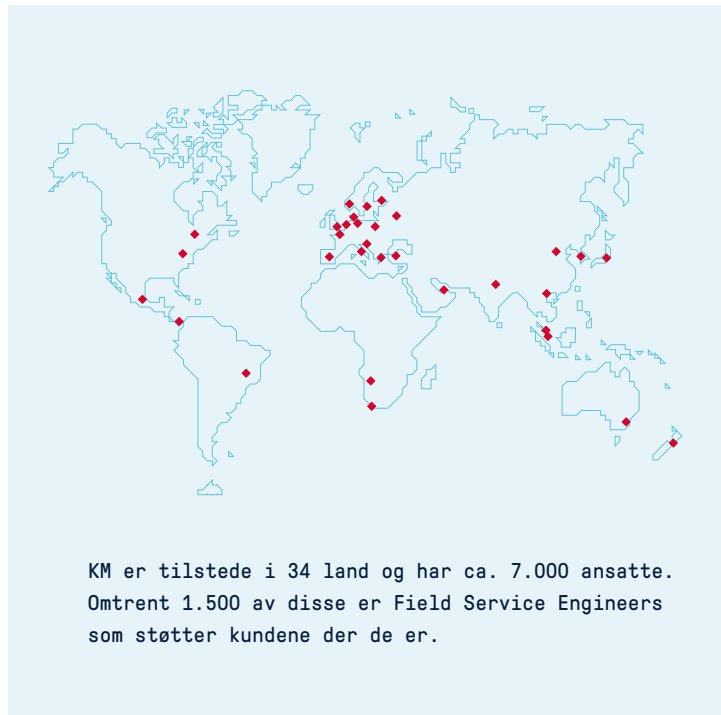 KM er tilstede i 34 land og har ca. 7.000 ansatte.
Omtrent 1.500 av disse er Field Service Engineers
som støtter kundene der de er.